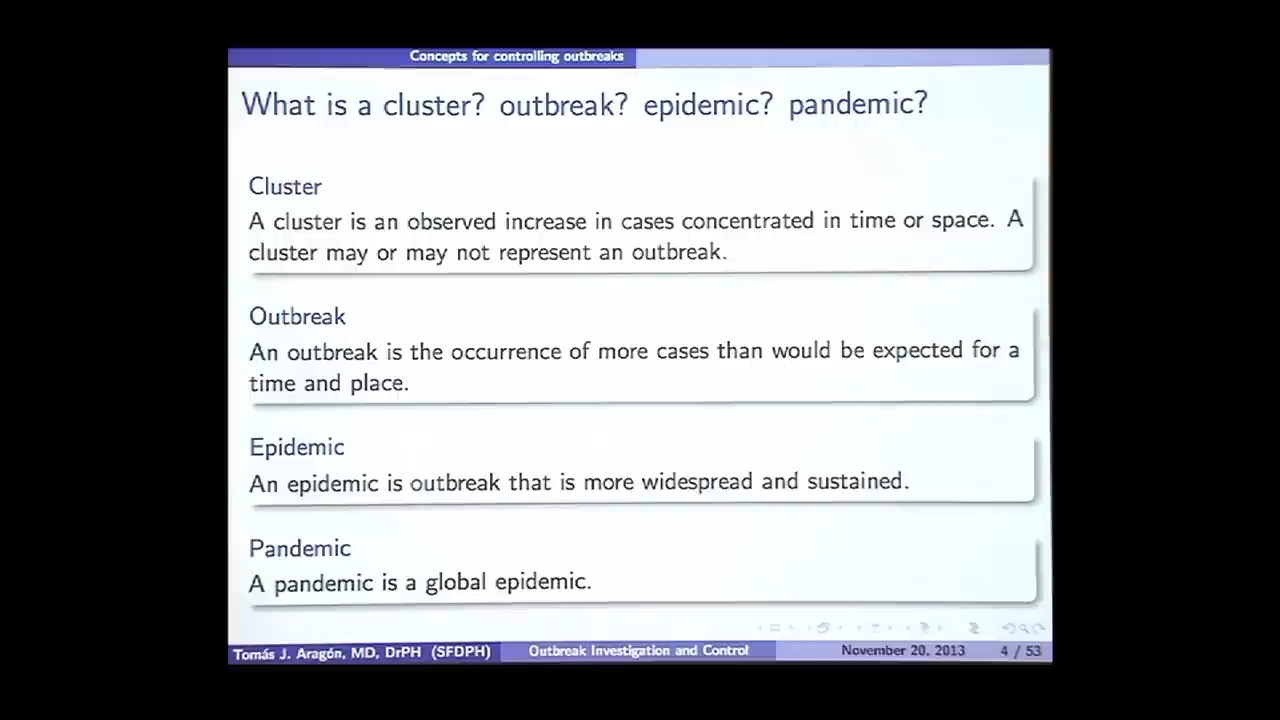 Concepts for controlling outbreaks
What is a cluster? outbreak? epidemic? pandemic?
Cluster
A cluster is an observed increase in cases concentrated in time or space. A
cluster may or may not represent an outbreak.
Outbreak
An outbreak is the occurrence of more cases than would be expected for a
time and place.
Epidemic
An epidemic is outbreak that is more widespread and sustained.
Pandemic
A pandemic is a global epidemic.
Tomás J. Aragón, MD, DrPH (SFDPH) Outbreak Investigation and Control November 20, 2013 4 / 53